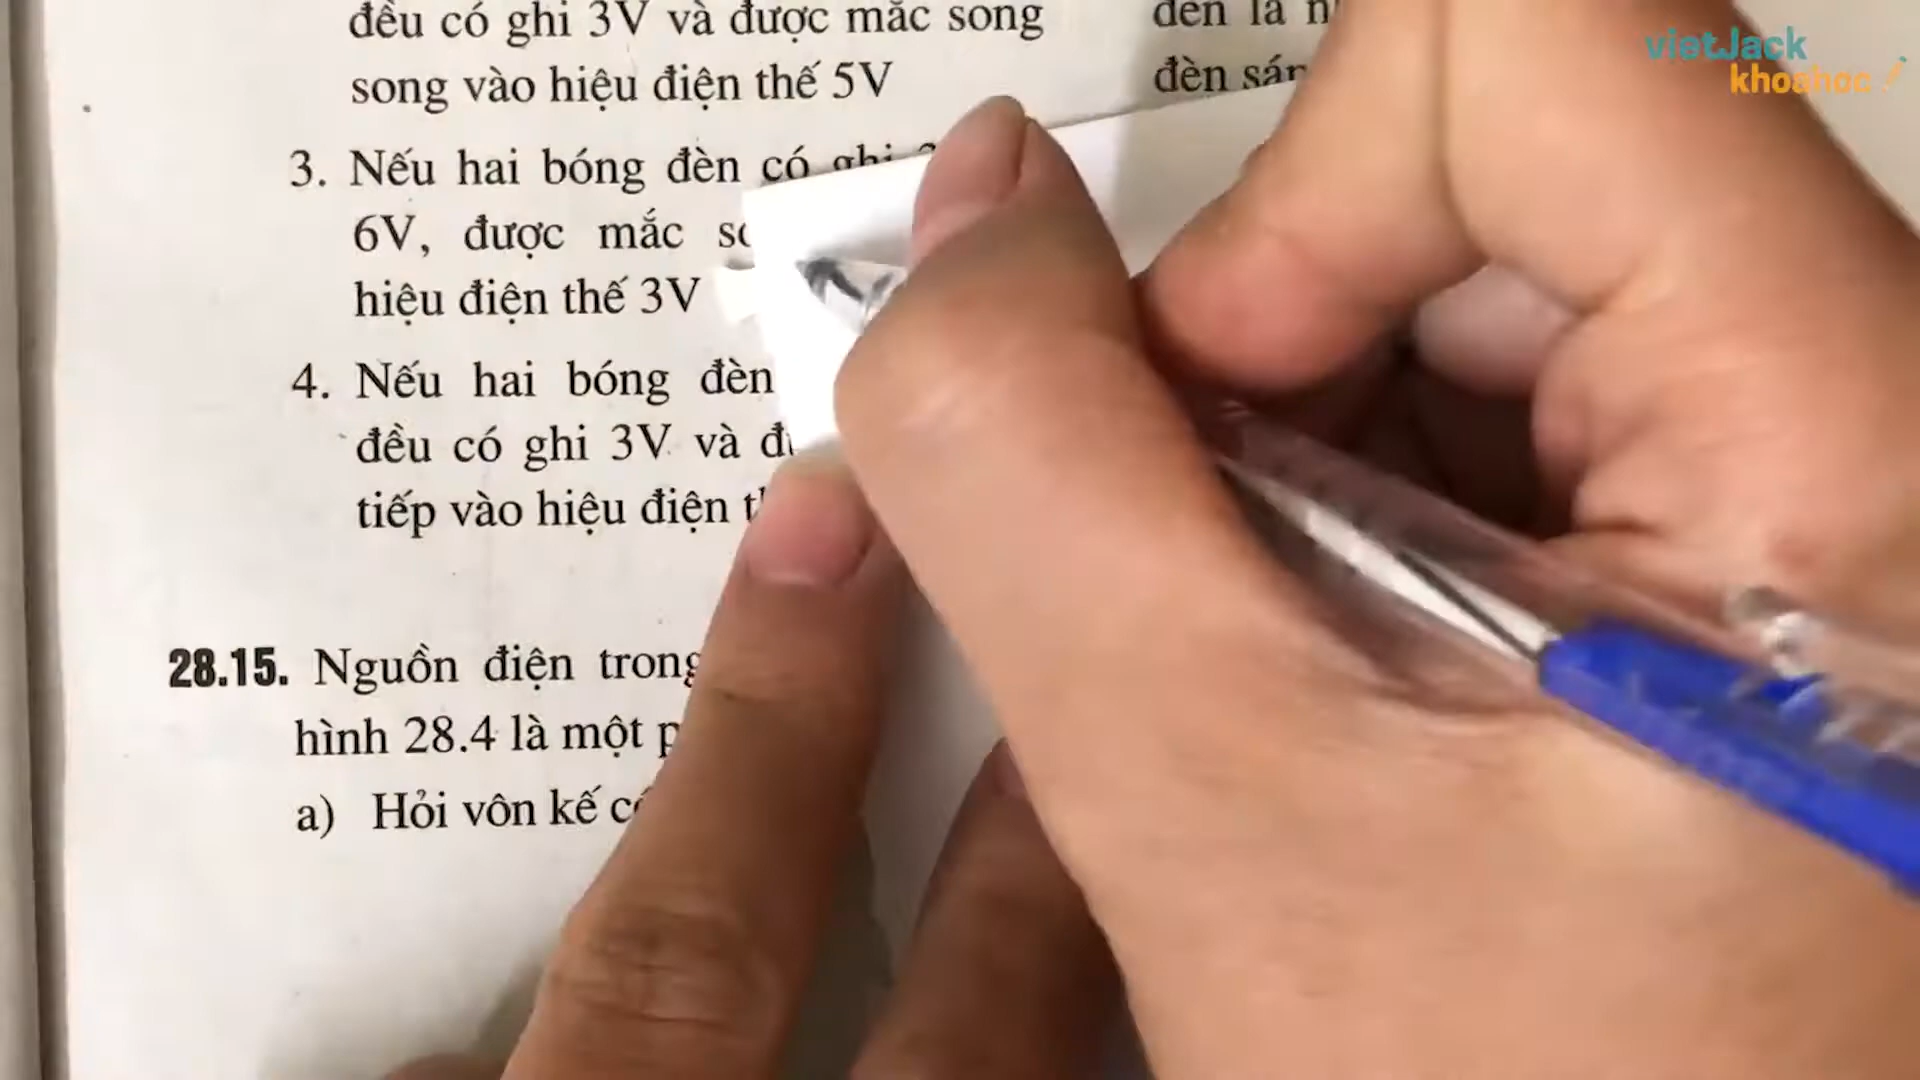 đều có ghi 3V và được mắc song
song vào hiệu điện thế 5V
3. Nếu hai bóng đèn có ghi
6V, được mắc
hiệu điện thế 3V
4. Nếu hai bóng đèn
đều có ghi 3V và
tiếp vào hiệu điện
28.15. Nguồn điện trong
hình 28.4 là một
a) Hỏi vôn kế
đèn là
đèn
vietJack
khoahoc